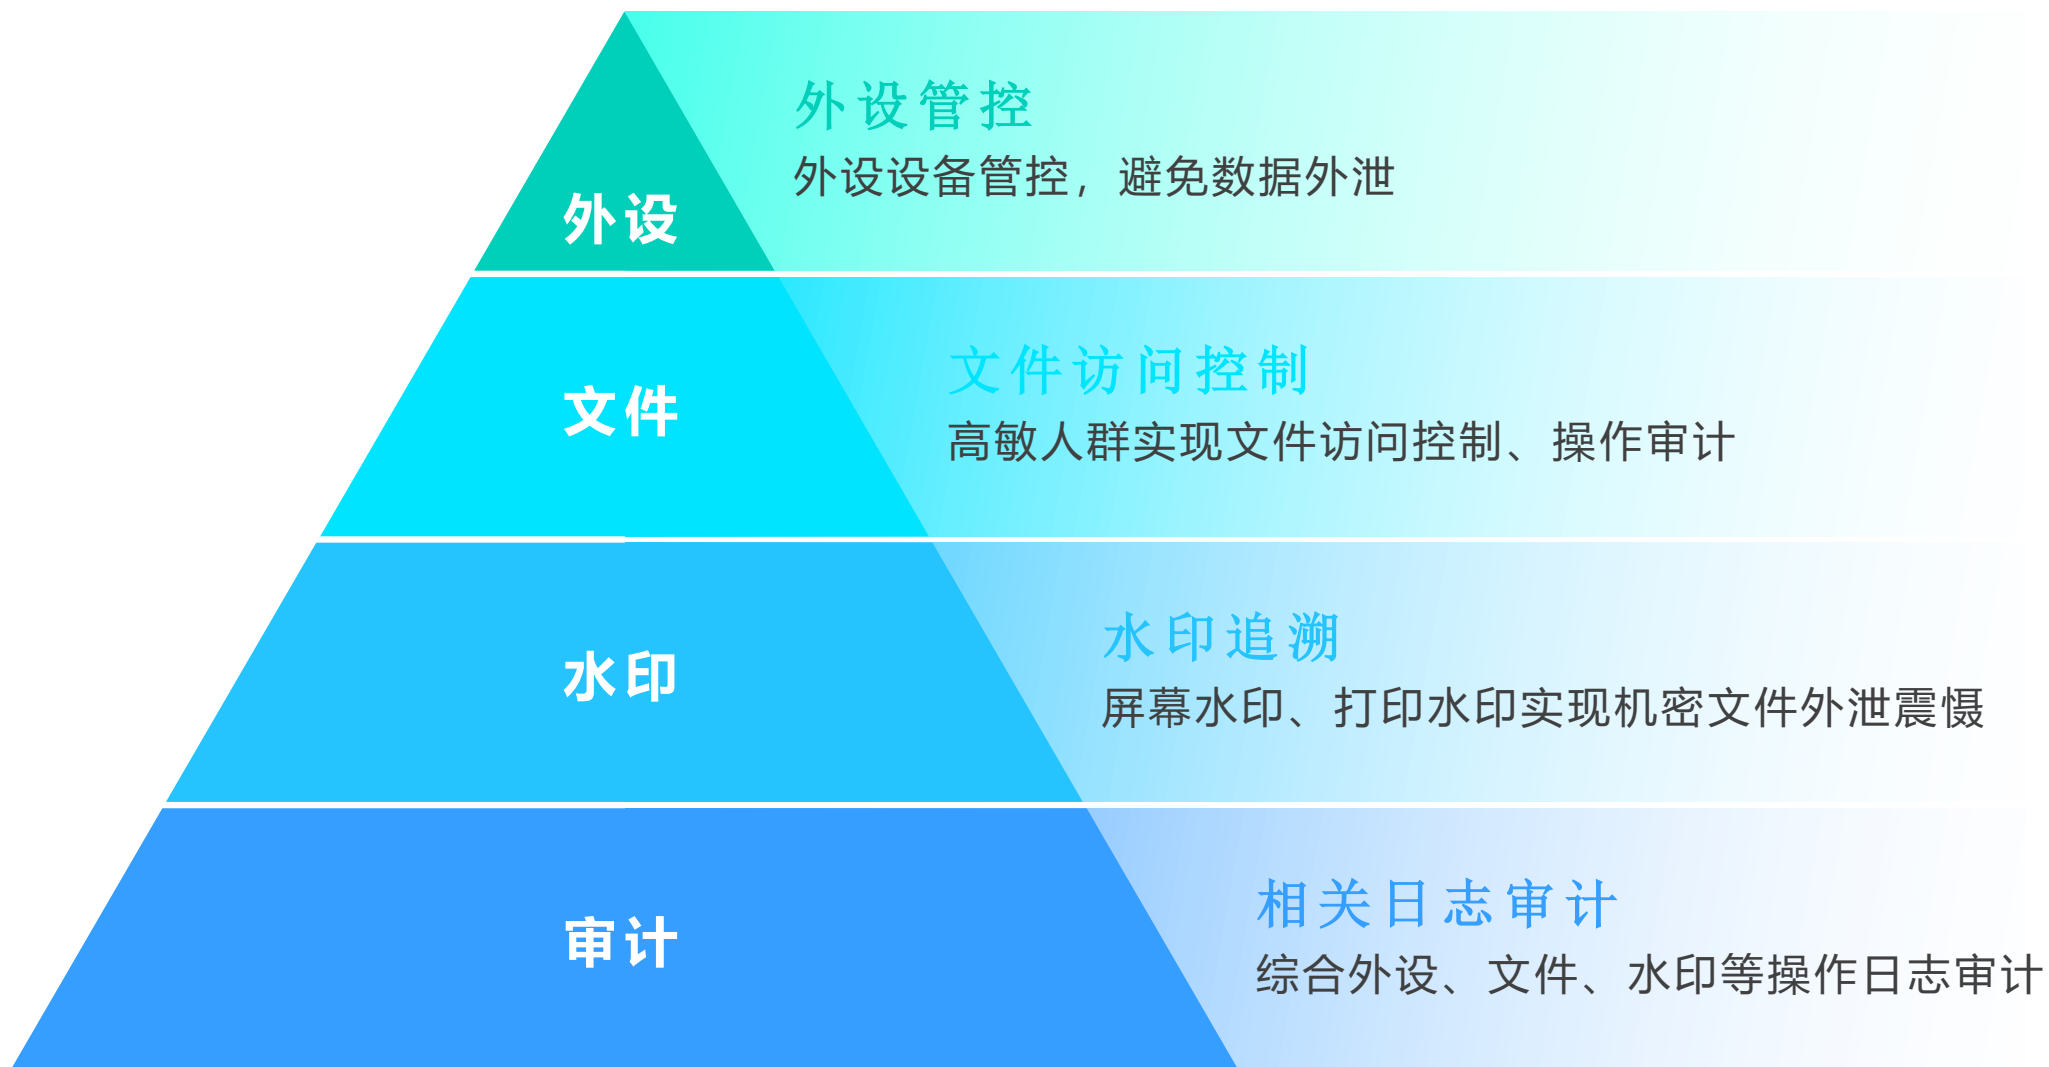 外设管控
外设设备管控，避免数据外泄
外设
文件访问控制
文件
高敏人群实现文件访问控制、操作审计
水印追溯
水印
屏幕水印、打印水印实现机密文件外泄震慑
相关日志审计
审计
综合外设、文件、水印等操作日志审计